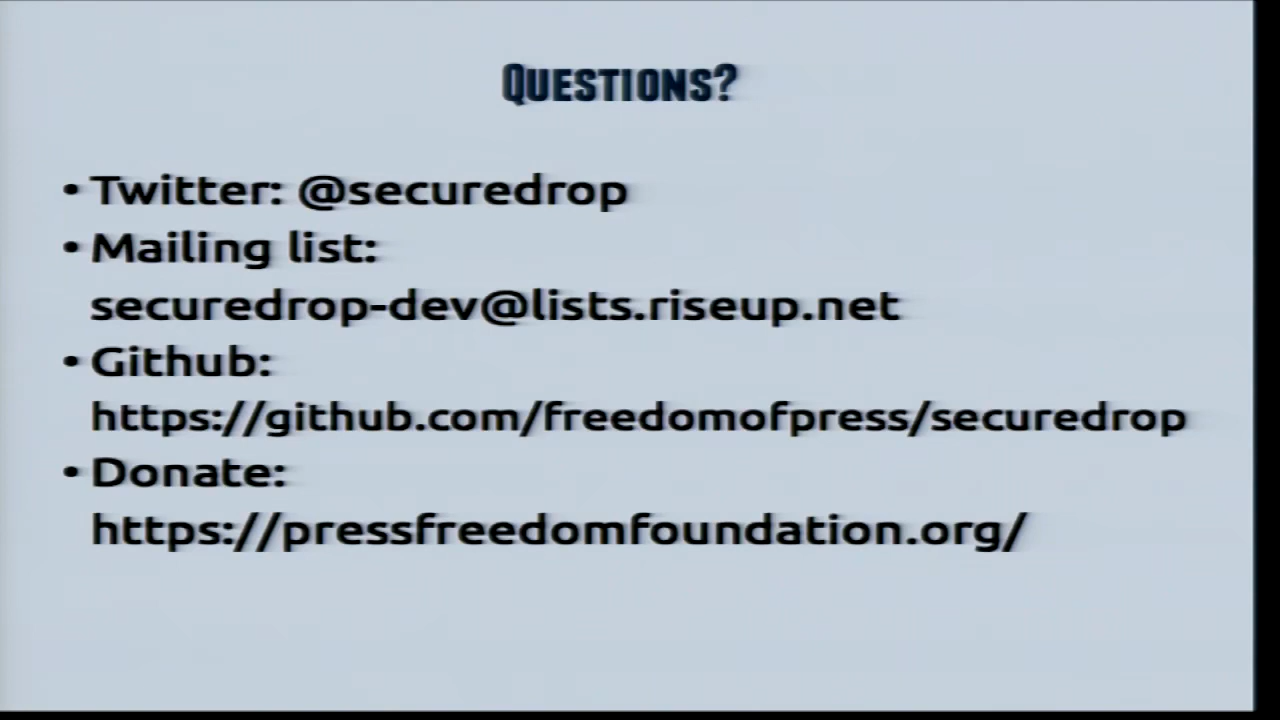 Questions?
• Twitter: @securedrop
• Mailing list:
securedrop-dev@lists.riseup.net
• Github:
https://github.com/freedomofpress/securedrop
• Donate:
https://pressfreedomfoundation.org/